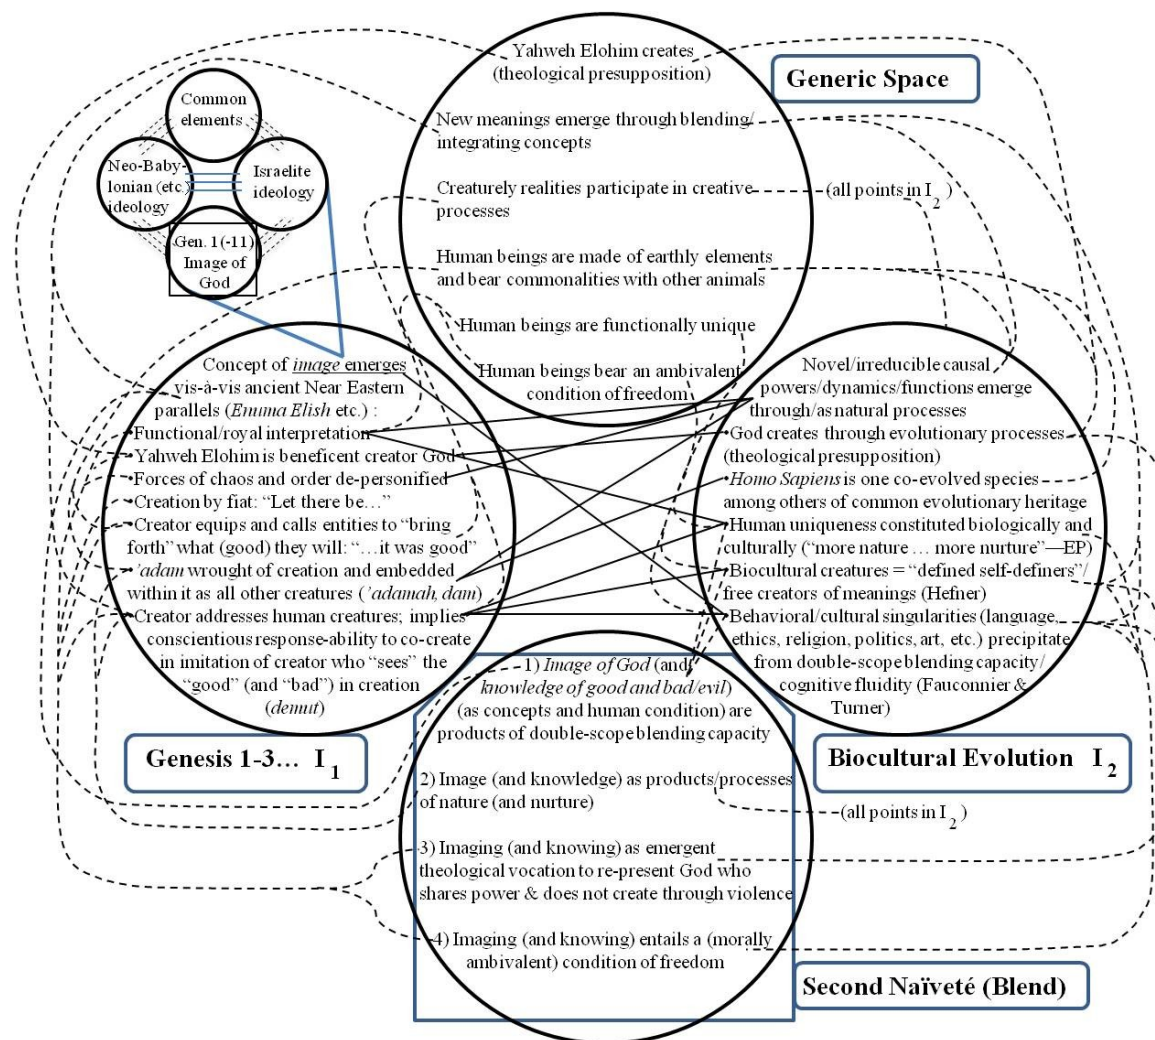 Yahweh Elohim creates
(theological presupposition)
Generic Space
New meanings emerge through blending/
integrating concepts
Creaturely realities participate in creative
processes
(all points in I2)
Human beings are made of earthly elements
and bear commonalities with other animals
Human beings are functionally unique
Human beings bear an ambivalent
condition of freedom
Common
elements
Neo-Baby-
lonian (etc.)
ideology
Israelite
ideology
Gen. 1(-11)
Image of
God
Concept of image emerges
vis-à-vis ancient Near Eastern
parallels (Enuma Elish etc.) :
•Functional/royal interpretation
•Yahweh Elohim is beneficent creator God
•Forces of chaos and order de-personified
•Creation by fiat: “Let there be…”
•Creator equips and calls entities to “bring
forth” what (good) they will: “…it was good”
•’adam wrought of creation and embedded
within it as all other creatures (’adamah, dam)
•Creator addresses human creatures; implies
conscientious response-ability to co-create
in imitation of creator who “sees” the
“good” (and “bad”) in creation
(demut)
Genesis 1-3… I1
Novel/irreducible causal
powers/dynamics/functions emerge
through/as natural processes
•God creates through evolutionary processes
(theological presupposition)
•Homo Sapiens is one co-evolved species
among others of common evolutionary heritage
•Human uniqueness constituted biologically and
culturally (“more nature … more nurture”—EP)
•Biocultural creatures = “defined self-definers”/
free creators of meanings (Hefner)
•Behavioral/cultural singularities (language,
ethics, religion, politics, art, etc.) precipitate
from double-scope blending capacity/
cognitive fluidity (Fauconnier &
Turner)
Biocultural Evolution I2
1) Image of God (and
knowledge of good and bad/evil)
(as concepts and human condition) are
products of double-scope blending capacity
2) Image (and knowledge) as products/processes
of nature (and nurture)
(all points in I2)
3) Imaging (and knowing) as emergent
theological vocation to re-present God who
shares power & does not create through violence
4) Imaging (and knowing) entails a (morally
ambivalent) condition of freedom
Second Naïveté (Blend)